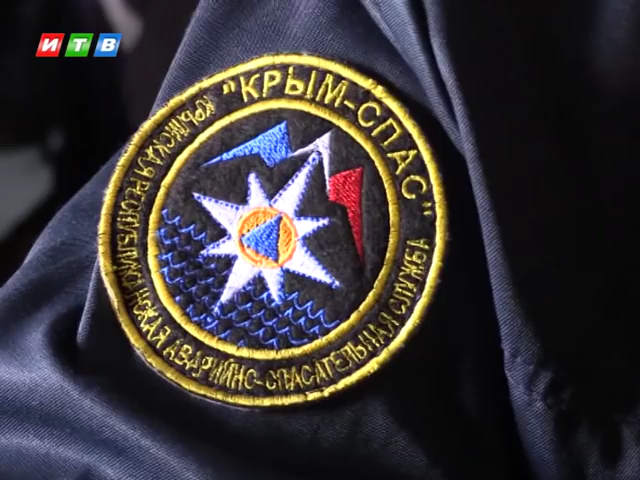 ИТВ
"КРЫМ-СПАС"
КРЫМСКАЯ РЕСПУБЛИКАНСКАЯ АВАРИЙНО-СПАСАТЕЛЬНАЯ СЛУЖБА